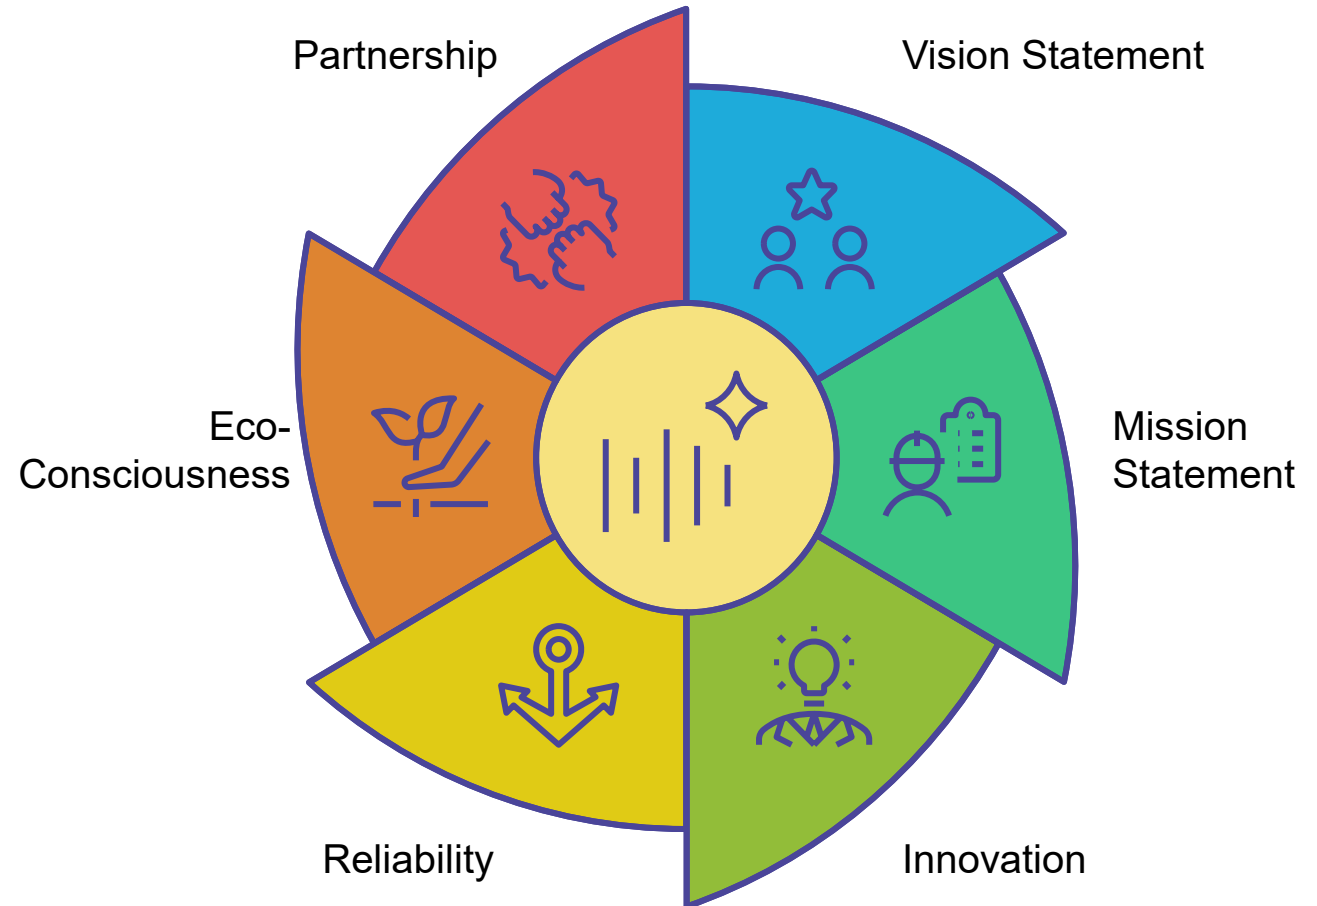 Partnership
Vision Statement
Eco-
Consciousness
Mission
Statement
Reliability
Innovation